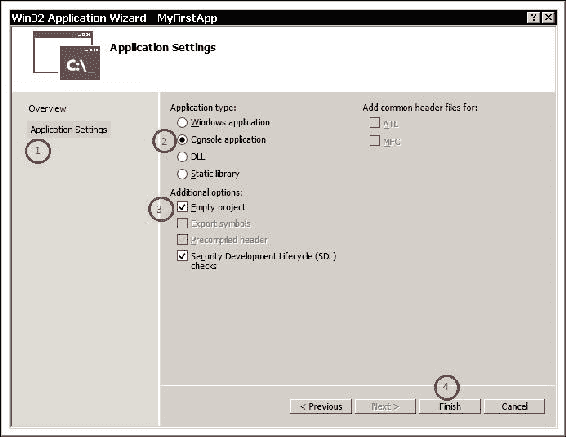 Win32 Application Wizard - MyFirstApp
C:\_
Application Settings
Overview
Application Settings
1
Application type:
Windows application
2
Console application
DLL
Static library
Additional options:
3
Empty project
Export symbols
Precompiled header
Security Development Lifecycle (SDL)
checks
Add common header files for:
ATL
MFC
4
< Previous
Next >
Finish
Cancel